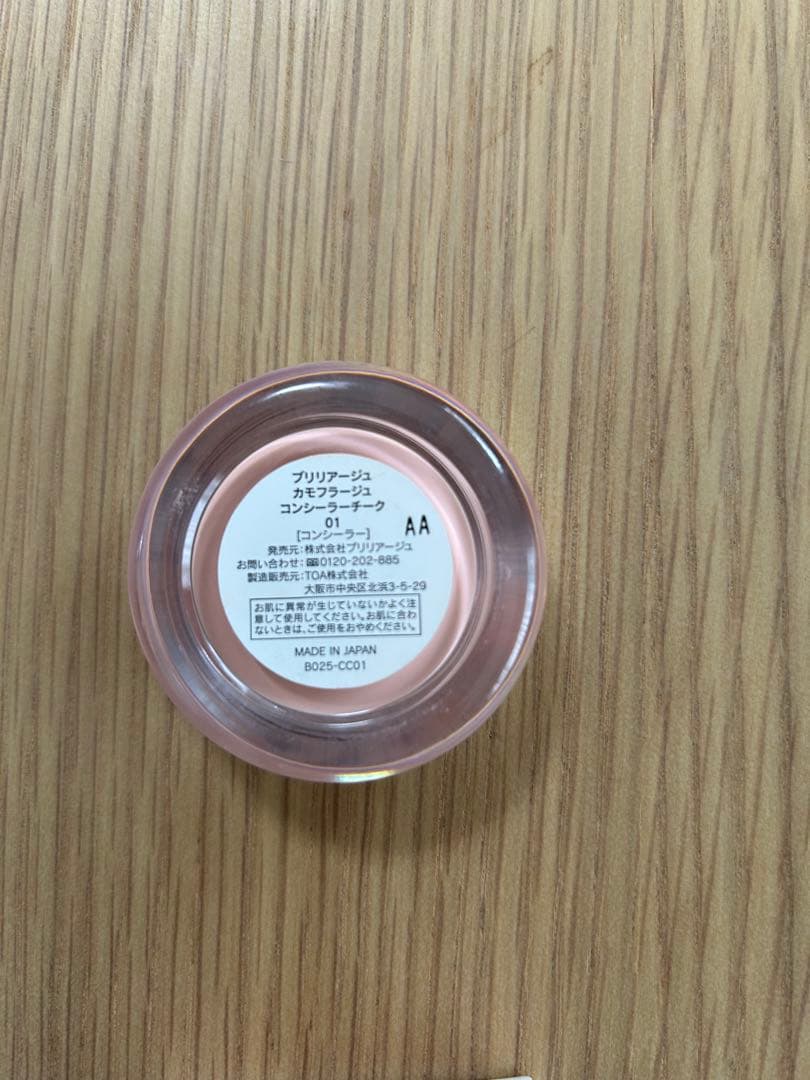 ブリリアージュ
カモフラージュ
コンシーラーチーク
01
[コンシーラー]
AA
発売元：株式会社ブリリアージュ
お問い合わせ：0120-202-885
製造販売元：TOA株式会社
大阪市中央区北浜3-5-29
お肌に異常が生じていないかよく注
意して使用してください。お肌に合わ
ないときは、ご使用をおやめください。
MADE IN JAPAN
B025-CC01